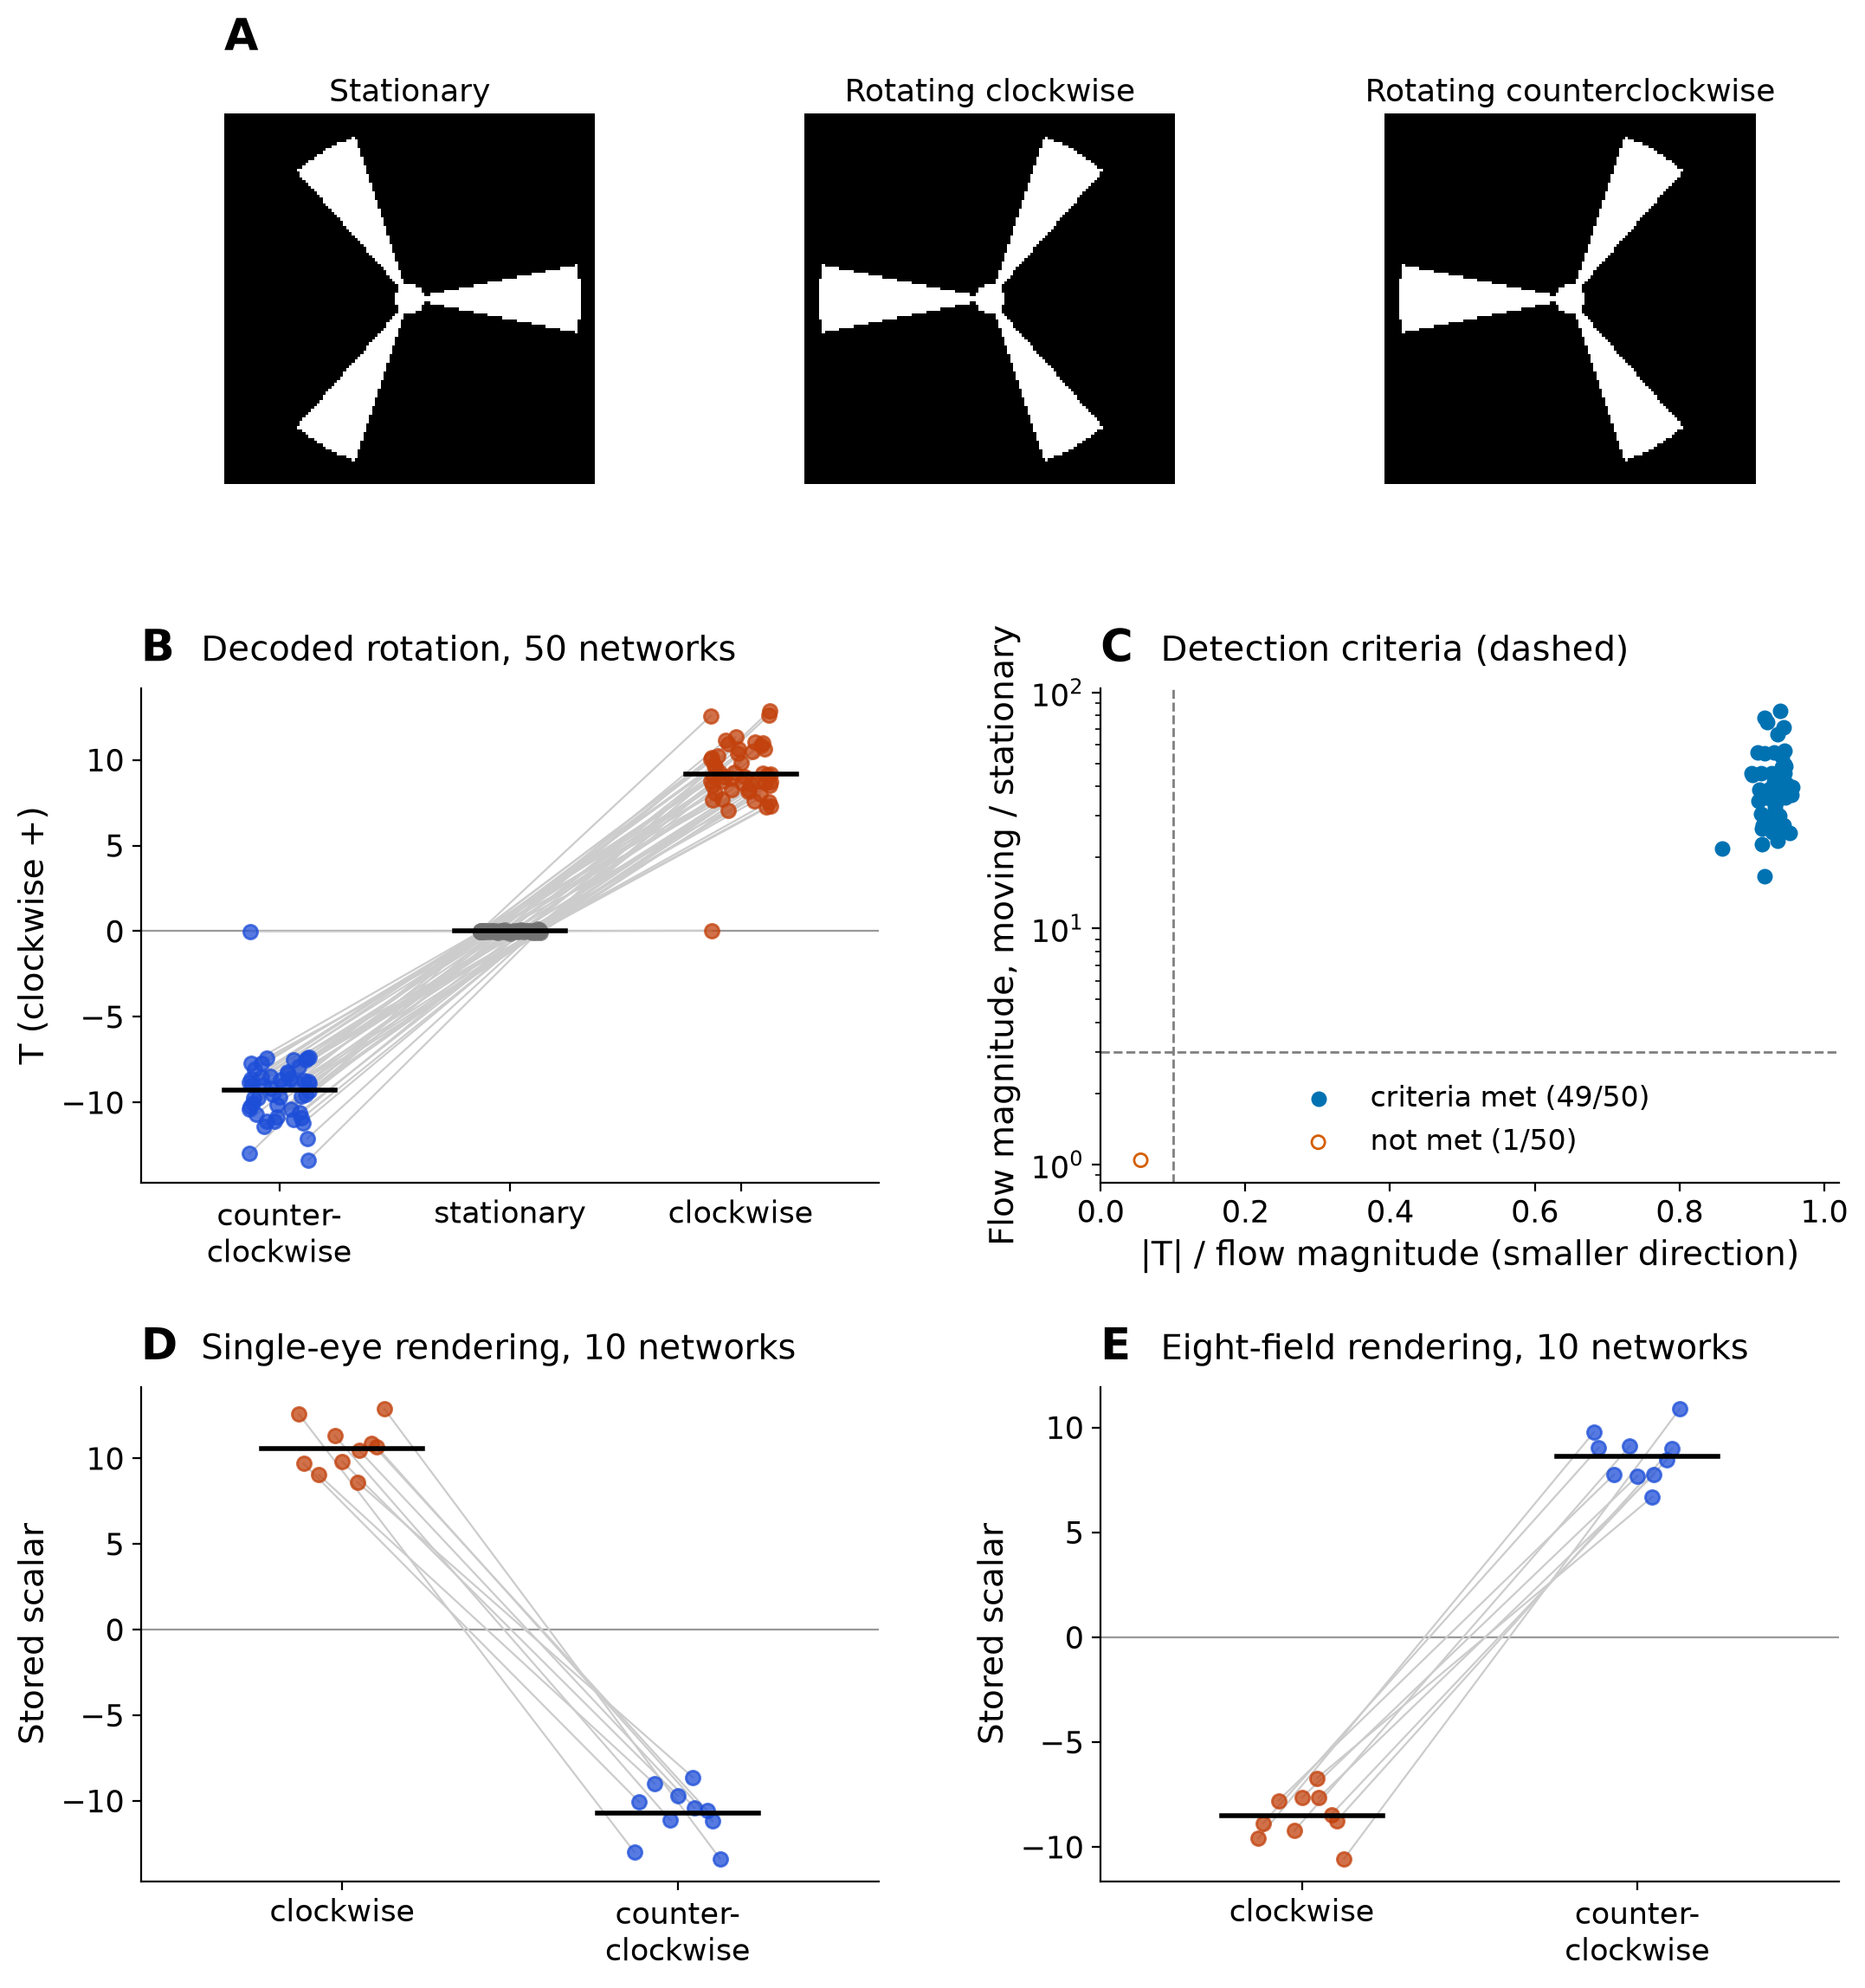 A
Stationary
Rotating clockwise
Rotating counterclockwise
B Decoded rotation, 50 networks
T (clockwise +)
10
5
0
−5
−10
counter-
clockwise
stationary
clockwise
C Detection criteria (dashed)
Flow magnitude, moving / stationary
10²
10¹
10⁰
criteria met (49/50)
not met (1/50)
0.0 0.2 0.4 0.6 0.8 1.0
|T| / flow magnitude (smaller direction)
D Single-eye rendering, 10 networks
Stored scalar
10
5
0
−5
−10
clockwise
counter-
clockwise
E Eight-field rendering, 10 networks
Stored scalar
10
5
0
−5
−10
clockwise
counter-
clockwise